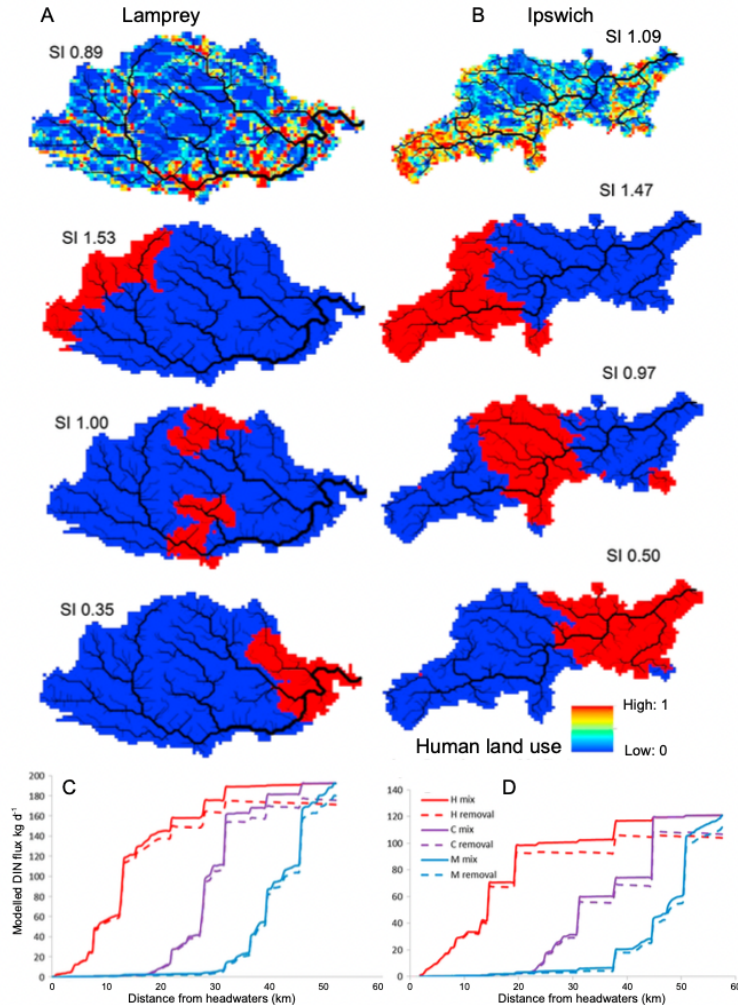 A Lamprey
B Ipswich
SI 0.89
SI 1.09
SI 1.53
SI 1.47
SI 1.00
SI 0.97
SI 0.35
SI 0.50
Human land use
High: 1
Low: 0
C
Modelled DIN flux kg d⁻¹
200
180
160
140
120
100
80
60
40
20
0
0 10 20 30 40 50 60
Distance from headwaters (km)
D
H mix
H removal
C mix
C removal
M mix
M removal
140
120
100
80
60
40
20
0
0 10 20 30 40 50 60
Distance from headwaters (km)